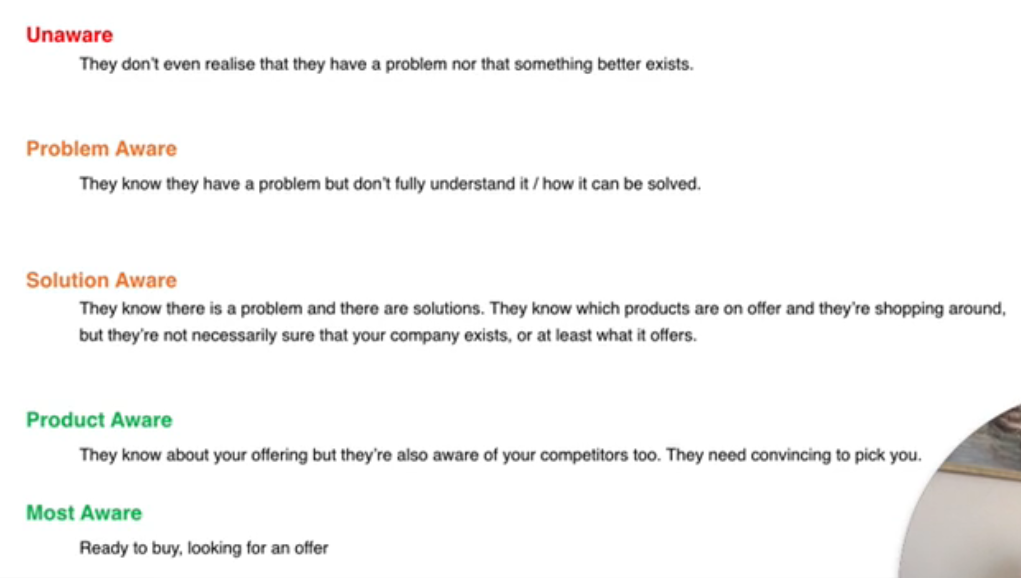 Unaware
They don't even realise that they have a problem nor that something better exists.
Problem Aware
They know they have a problem but don't fully understand it / how it can be solved.
Solution Aware
They know there is a problem and there are solutions. They know which products are on offer and they're shopping around,
but they're not necessarily sure that your company exists, or at least what it offers.
Product Aware
They know about your offering but they're also aware of your competitors too. They need convincing to pick you.
Most Aware
Ready to buy, looking for an offer